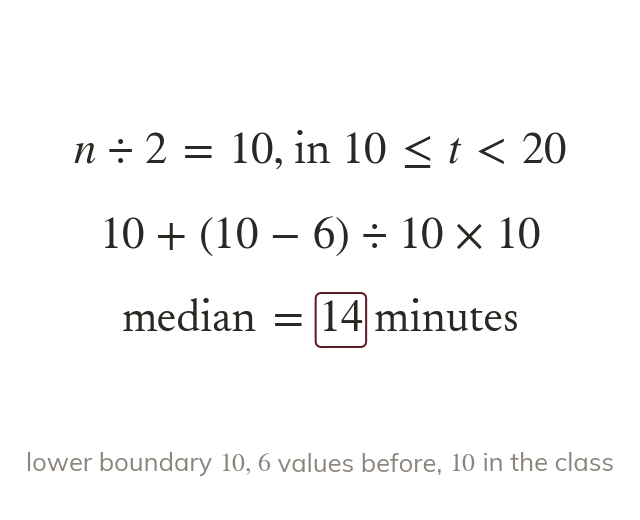 n ÷ 2 = 10, in 10 ≤ t < 20
10 + (10 − 6) ÷ 10 × 10
median = 14 minutes
lower boundary 10, 6 values before, 10 in the class